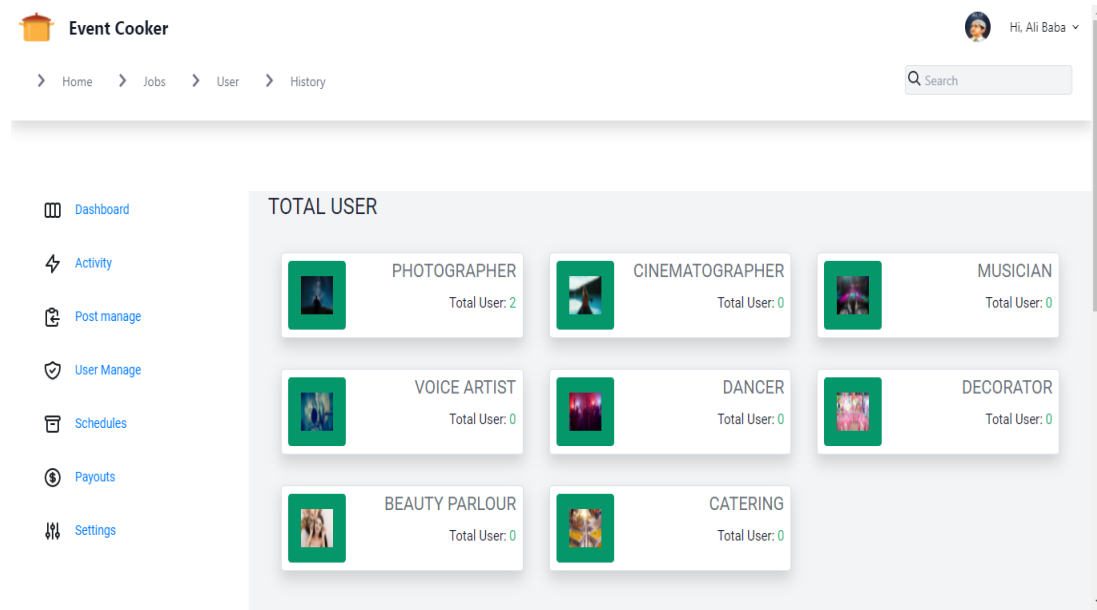 Event Cooker
Hi, Ali Baba
Home Jobs User History
Search
Dashboard
Activity
Post manage
User Manage
Schedules
Payouts
Settings
TOTAL USER
PHOTOGRAPHER
Total User: 2
CINEMATOGRAPHER
Total User: 0
MUSICIAN
Total User: 0
VOICE ARTIST
Total User: 0
DANCER
Total User: 0
DECORATOR
Total User: 0
BEAUTY PARLOUR
Total User: 0
CATERING
Total User: 0